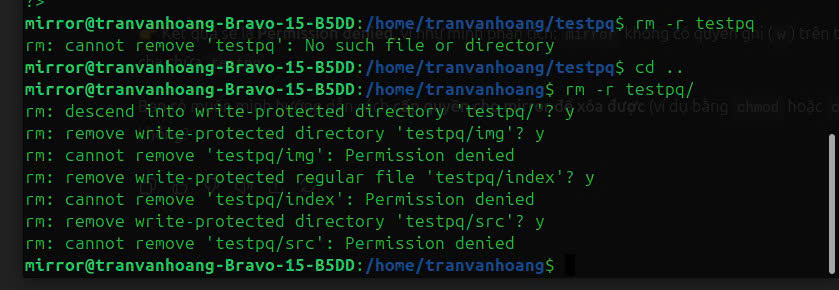 ?>
mirror@tranvanhoang-Bravo-15-B5DD:/home/tranvanhoang/testpq$ rm -r testpq
rm: cannot remove 'testpq': No such file or directory
mirror@tranvanhoang-Bravo-15-B5DD:/home/tranvanhoang/testpq$ cd ..
mirror@tranvanhoang-Bravo-15-B5DD:/home/tranvanhoang$ rm -r testpq/
rm: descend into write-protected directory 'testpq/'? y
rm: remove write-protected directory 'testpq/img'? y
rm: cannot remove 'testpq/img': Permission denied
rm: remove write-protected regular file 'testpq/index'? y
rm: cannot remove 'testpq/index': Permission denied
rm: remove write-protected directory 'testpq/src'? y
rm: cannot remove 'testpq/src': Permission denied
mirror@tranvanhoang-Bravo-15-B5DD:/home/tranvanhoang$